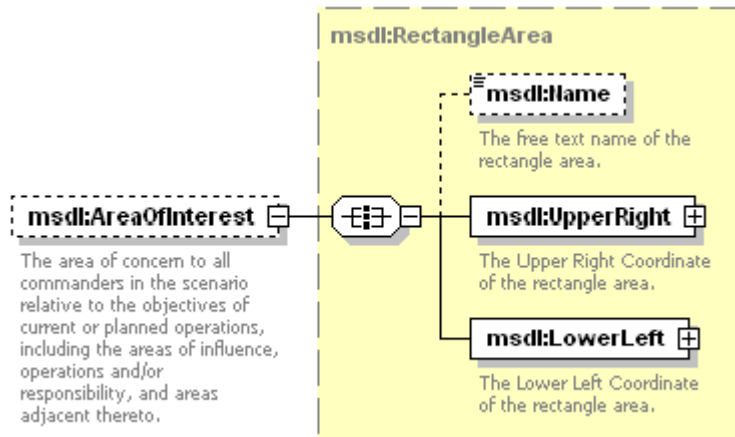 msdl:RectangleArea
msdl:Name
The free text name of the
rectangle area.
msdl:AreaOfInterest
The area of concern to all
commanders in the scenario
relative to the objectives of
current or planned operations,
including the areas of influence,
operations and/or
responsibility, and areas
adjacent thereto.
msdl:UpperRight
The Upper Right Coordinate
of the rectangle area.
msdl:LowerLeft
The Lower Left Coordinate
of the rectangle area.